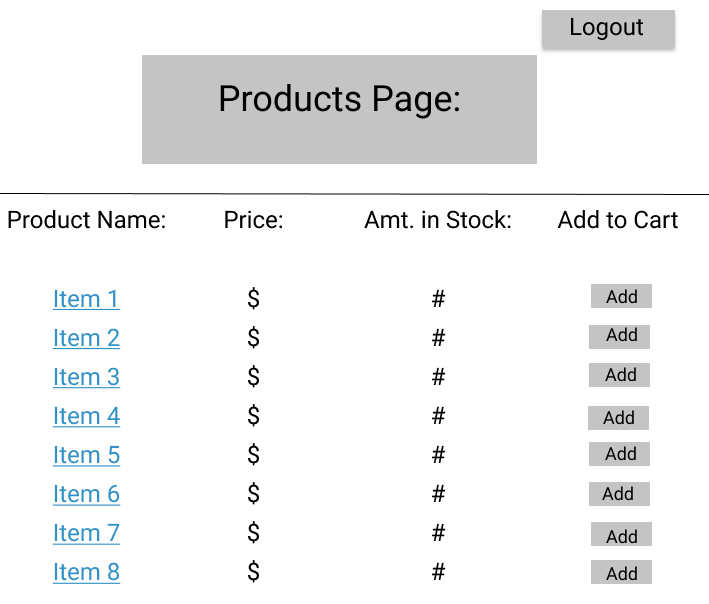 Logout
Products Page:
Product Name: Price: Amt. in Stock: Add to Cart
Item 1 $ # Add
Item 2 $ # Add
Item 3 $ # Add
Item 4 $ # Add
Item 5 $ # Add
Item 6 $ # Add
Item 7 $ # Add
Item 8 $ # Add